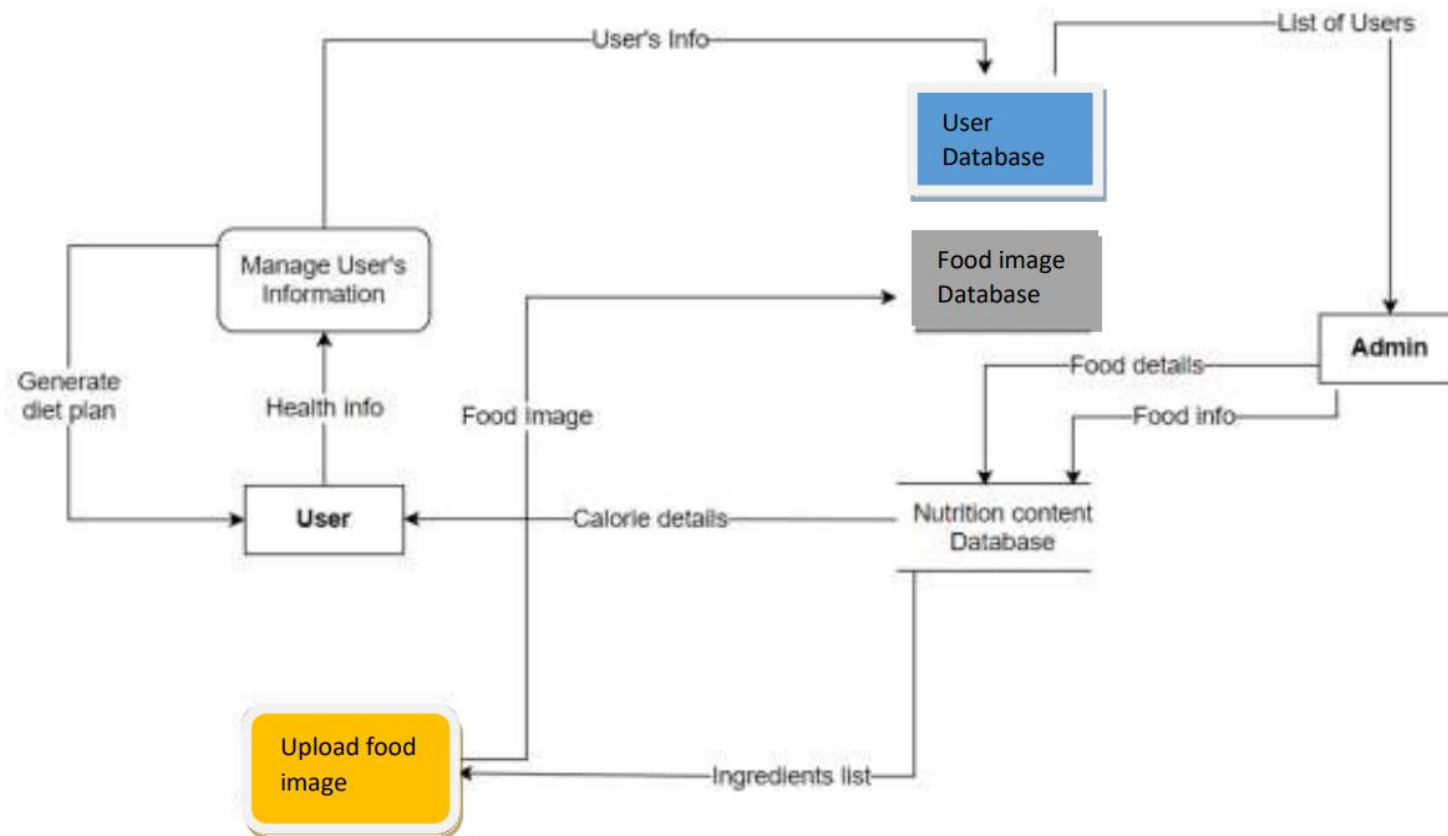 User's Info
List of Users
User
Database
Manage User's
Information
Food image
Database
Admin
Generate
diet plan
Health info
Food Image
Food details
Food info
User
Calorie details
Nutrition content
Database
Upload food
image
Ingredients list